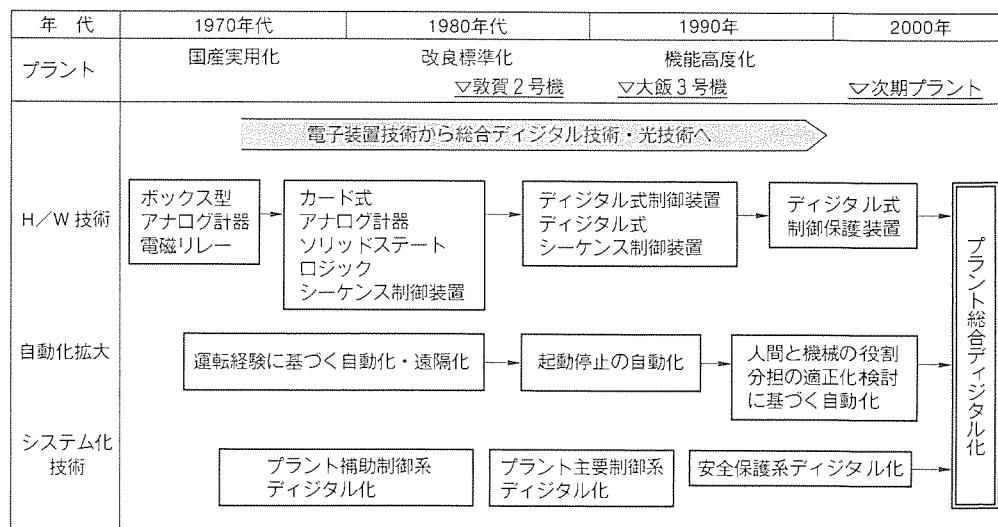 年 代
1970年代
1980年代
1990年
2000年
プラント
国産実用化
改良標準化
機能高度化
▽敦賀2号機
▽大飯3号機
▽次期プラント
電子装置技術から総合ディジタル技術・光技術へ
H/W技術
ボックス型
アナログ計器
電磁リレー
カード式
アナログ計器
ソリッドステート
ロジック
シーケンス制御装置
ディジタル式制御装置
ディジタル式
シーケンス制御装置
ディジタル式
制御保護装置
プラント総合ディジタル化
自動化拡大
運転経験に基づく自動化・遠隔化
起動停止の自動化
人間と機械の役割
分担の適正化検討
に基づく自動化
システム化
技術
プラント補助制御系
ディジタル化
プラント主要制御系
ディジタル化
安全保護系ディジタル化